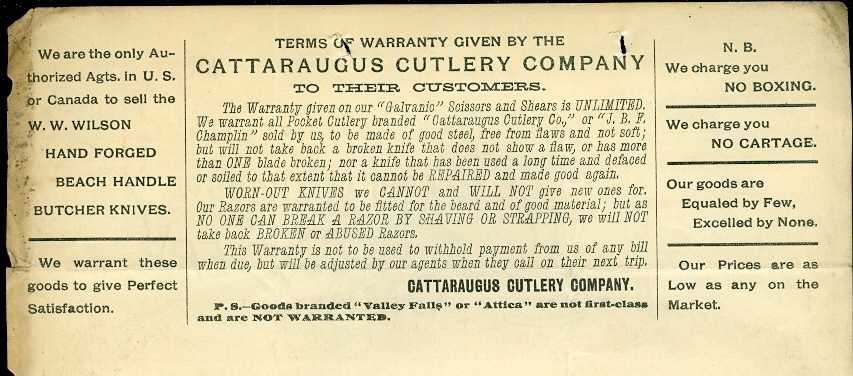 We are the only Au-
thorized Agts. in U. S.
or Canada to sell the
W. W. WILSON
HAND FORGED
BEACH HANDLE
BUTCHER KNIVES.
We warrant these
goods to give Perfect
Satisfaction.
TERMS OF WARRANTY GIVEN BY THE
CATTARAUGUS CUTLERY COMPANY
TO THEIR CUSTOMERS.
The Warranty given on our "Galvanic" Scissors and Shears is UNLIMITED.
We warrant all Pocket Cutlery branded "Cattaraugus Cutlery Co," or "J. B. F.
Champlin" sold by us, to be made of good steel, free from flaws and not soft;
but will not take back a broken knife that does not show a flaw, or has more
than ONE blade broken; nor a knife that has been used a long time and defaced
or soiled to that extent that it cannot be REPAIRED and made good again.
WORN-OUT KNIVES we CANNOT and WILL NOT give new ones for.
Our Razors are warranted to be fitted for the beard and of good material; but as
NO ONE CAN BREAK A RAZOR BY SHAVING OR STRAPPING, we will NOT
take back BROKEN or ABUSED Razors.
This Warranty is not to be used to withhold payment from us of any bill
when due, but will be adjusted by our agents when they call on their next trip.
CATTARAUGUS CUTLERY COMPANY.
P. S.—Goods branded "Valley Falls" or "Attica" are not first-class
and are NOT WARRANTED.
N. B.
We charge you
NO BOXING.
We charge you
NO CARTAGE.
Our goods are
Equaled by Few,
Excelled by None.
Our Prices are as
Low as any on the
Market.